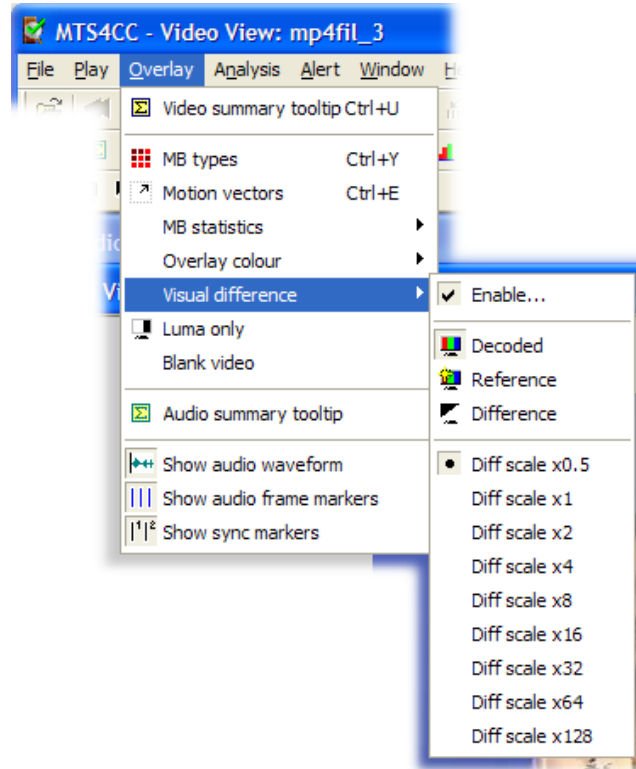 MTS4CC - Video View: mp4fil_3
File Play Overlay Analysis Alert Window
Video summary tooltip Ctrl+U
MB types Ctrl+Y
Motion vectors Ctrl+E
MB statistics
Overlay colour
Visual difference
Luma only
Blank video
Audio summary tooltip
Show audio waveform
Show audio frame markers
Show sync markers
Enable...
Decoded
Reference
Difference
Diff scale x0.5
Diff scale x1
Diff scale x2
Diff scale x4
Diff scale x8
Diff scale x16
Diff scale x32
Diff scale x64
Diff scale x128